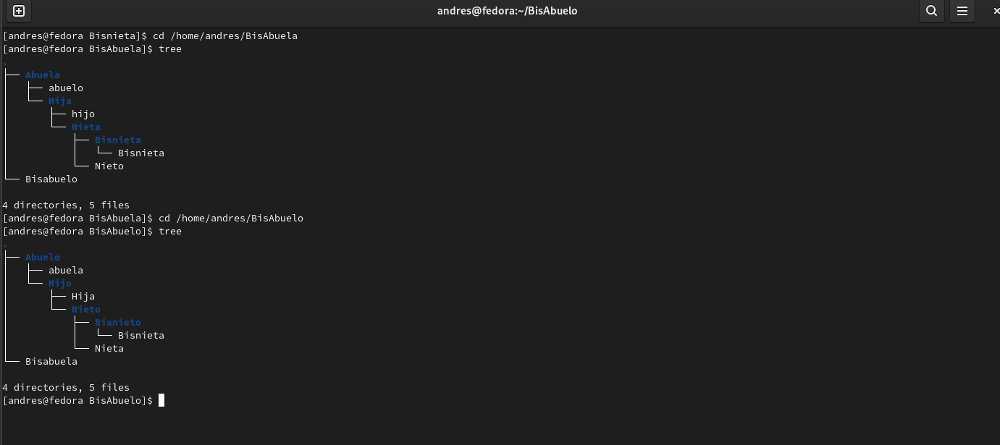 andres@fedora:~/BisAbuelo
[andres@fedora Bisnieta]$ cd /home/andres/BisAbuela
[andres@fedora BisAbuela]$ tree
.
├── Abuela
│   ├── abuelo
│   └── Hija
│       ├── hijo
│       └── Nieta
│           ├── Bisnieta
│           │   └── Bisnieta
│           └── Nieto
└── Bisabuelo

4 directories, 5 files
[andres@fedora BisAbuela]$ cd /home/andres/BisAbuelo
[andres@fedora BisAbuelo]$ tree
.
├── Abuelo
│   ├── abuela
│   └── Hijo
│       ├── Hija
│       └── Nieto
│           ├── Bisnieto
│           │   └── Bisnieta
│           └── Nieta
└── Bisabuela

4 directories, 5 files
[andres@fedora BisAbuelo]$